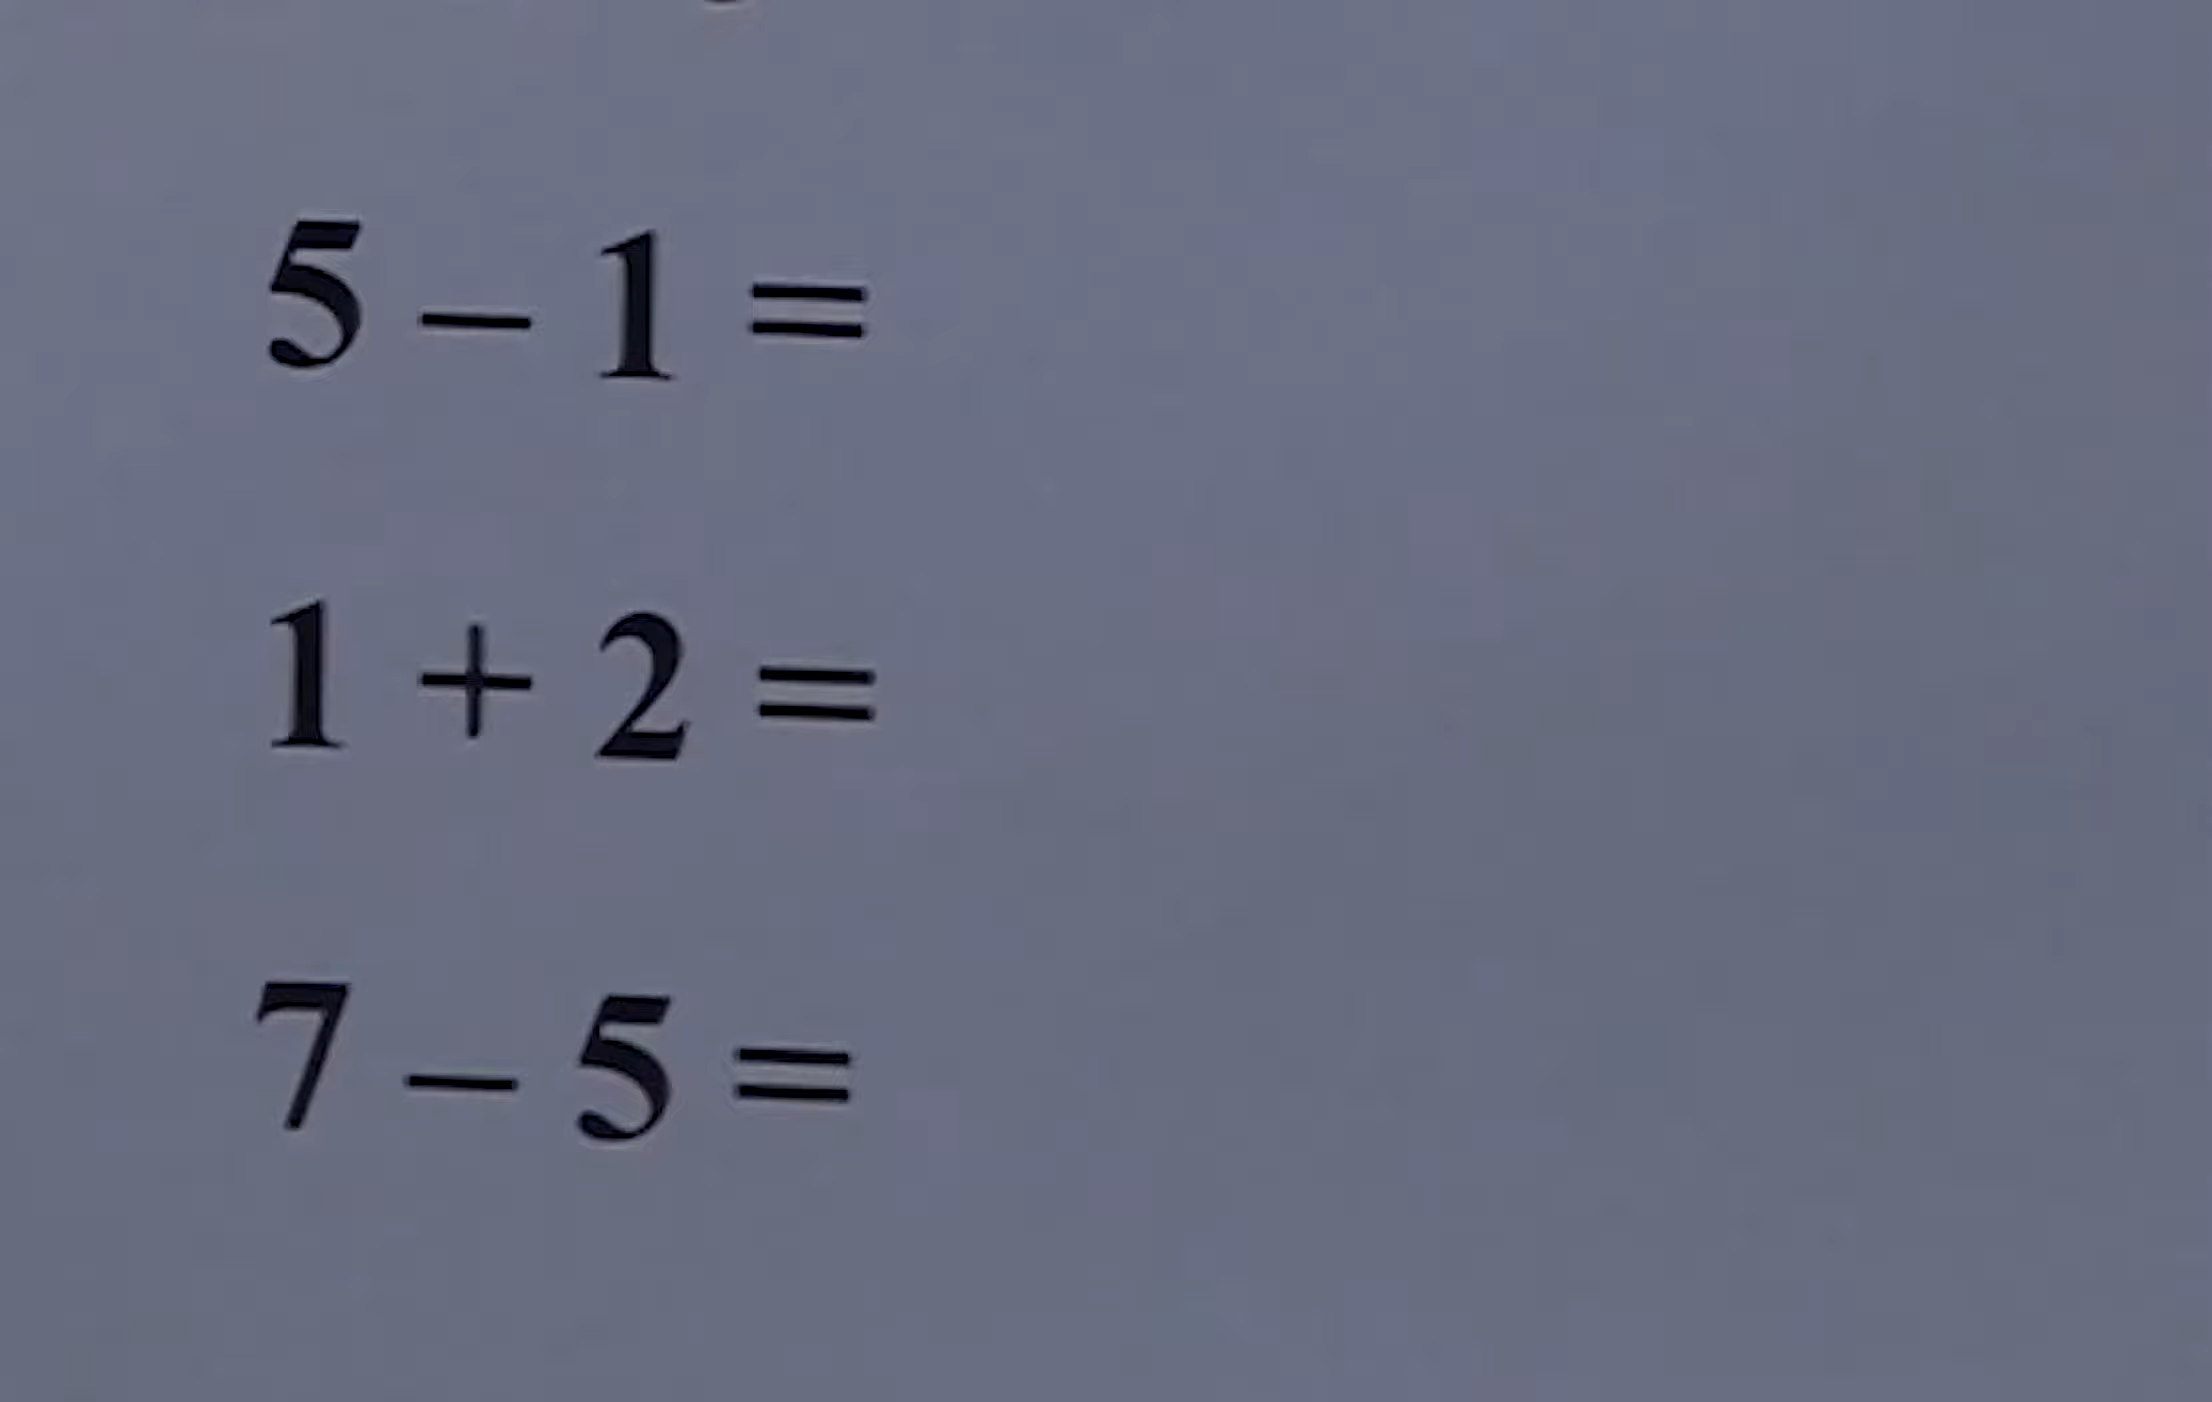 5 – 1 =
1 + 2 =
7 – 5 =